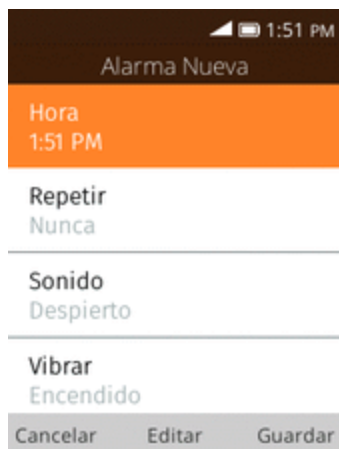 1:51 PM
Alarma Nueva
Hora
1:51 PM
Repetir
Nunca
Sonido
Despierto
Vibrar
Encendido
Cancelar Editar Guardar